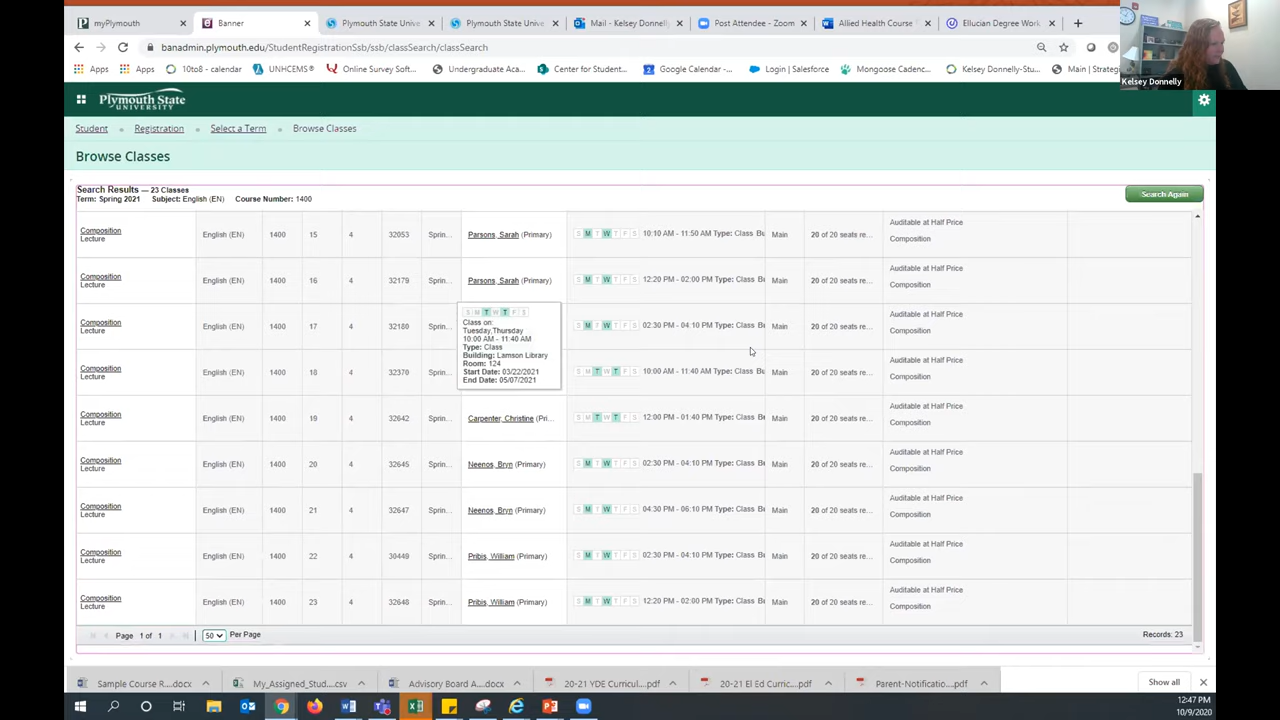 myPlymouth
Banner
Plymouth State Unive
Plymouth State Unive
Mail - Kelsey Donnelly
Post Attendee - Zoom
Allied Health Course
Ellucian Degree Work
banadmin.plymouth.edu/StudentRegistrationSsb/ssb/classSearch/classSearch
Apps Apps 10to8 - calendar UNHCEMS® Online Survey Soft... Undergraduate Aca... Center for Student... Google Calendar -... Login | Salesforce Mongoose Cadenc... Kelsey Donnelly-Stu... Main | Strateg
Kelsey Donnelly
Plymouth State
UNIVERSITY
Student Registration Select a Term Browse Classes
Browse Classes
Search Results — 23 Classes
Term: Spring 2021 Subject: English (EN) Course Number: 1400
Search Again
Composition
Lecture
English (EN) 1400 15 4 32053 Sprin... Parsons, Sarah (Primary) S M T W T F S 10:10 AM - 11:50 AM Type: Class Bu Main 20 of 20 seats re...
Auditable at Half Price
Composition
Composition
Lecture
English (EN) 1400 16 4 32179 Sprin... Parsons, Sarah (Primary) S M T W T F S 12:20 PM - 02:00 PM Type: Class Bu Main 20 of 20 seats re...
Auditable at Half Price
Composition
Composition
Lecture
English (EN) 1400 17 4 32180 Sprin... S M T W T F S 02:30 PM - 04:10 PM Type: Class Bu Main 20 of 20 seats re...
Auditable at Half Price
Composition
S M T W T F S
Class on:
Tuesday,Thursday
10:00 AM - 11:40 AM
Type: Class
Building: Lamson Library
Room: 124
Start Date: 03/22/2021
End Date: 05/07/2021
Composition
Lecture
English (EN) 1400 18 4 32370 Sprin... S M T W T F S 10:00 AM - 11:40 AM Type: Class Bu Main 20 of 20 seats re...
Auditable at Half Price
Composition
Composition
Lecture
English (EN) 1400 19 4 32642 Sprin... Carpenter, Christine (Pri... S M T W T F S 12:00 PM - 01:40 PM Type: Class Bu Main 20 of 20 seats re...
Auditable at Half Price
Composition
Composition
Lecture
English (EN) 1400 20 4 32645 Sprin... Neenos, Bryn (Primary) S M T W T F S 02:30 PM - 04:10 PM Type: Class Bu Main 20 of 20 seats re...
Auditable at Half Price
Composition
Composition
Lecture
English (EN) 1400 21 4 32647 Sprin... Neenos, Bryn (Primary) S M T W T F S 04:30 PM - 06:10 PM Type: Class Bu Main 20 of 20 seats re...
Auditable at Half Price
Composition
Composition
Lecture
English (EN) 1400 22 4 30449 Sprin... Pribis, William (Primary) S M T W T F S 02:30 PM - 04:10 PM Type: Class Bu Main 20 of 20 seats re...
Auditable at Half Price
Composition
Composition
Lecture
English (EN) 1400 23 4 32648 Sprin... Pribis, William (Primary) S M T W T F S 12:20 PM - 02:00 PM Type: Class Bu Main 20 of 20 seats re...
Auditable at Half Price
Composition
Page 1 of 1 50 Per Page Records: 23
Sample Course R....docx My_Assigned_Stud....csv Advisory Board A....docx 20-21 YDE Curricul....pdf 20-21 El Ed Curric....pdf Parent-Notificatio....pdf Show all
12:47 PM
10/9/2020